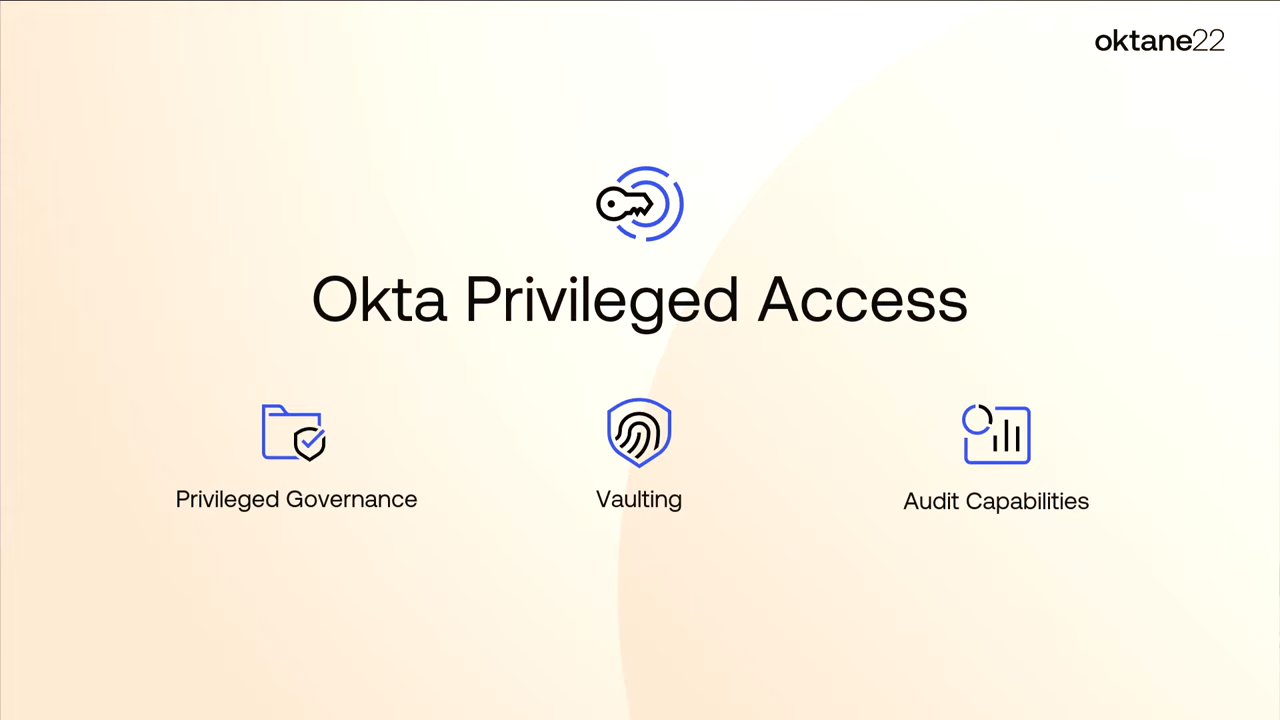 oktane22
Okta Privileged Access
Privileged Governance
Vaulting
Audit Capabilities